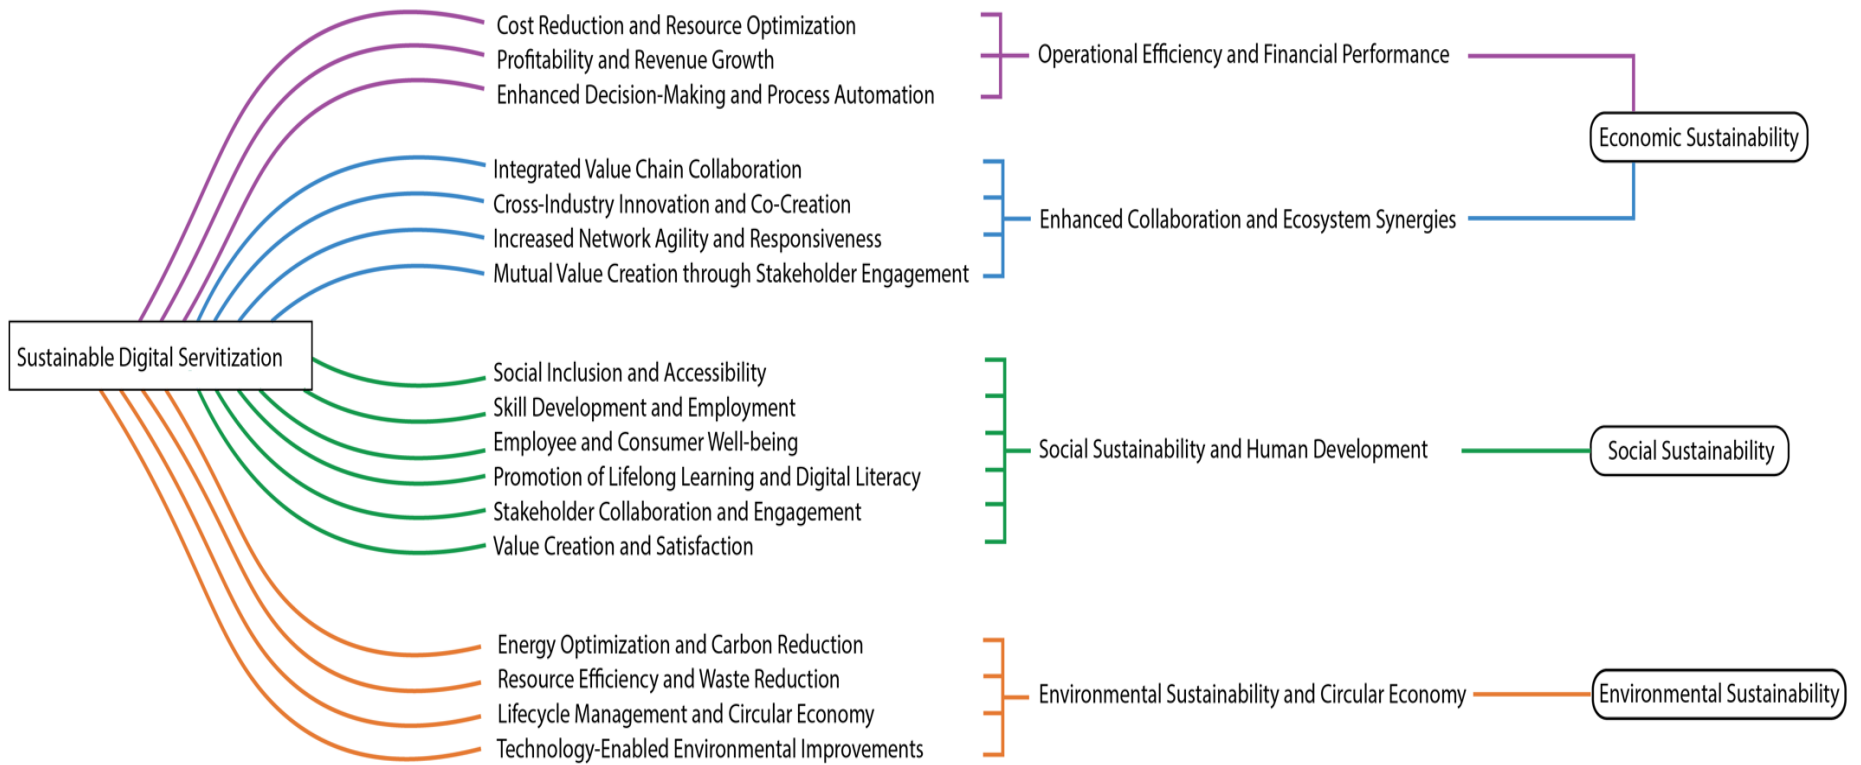 Cost Reduction and Resource Optimization
Profitability and Revenue Growth
Enhanced Decision-Making and Process Automation
Operational Efficiency and Financial Performance
Economic Sustainability
Integrated Value Chain Collaboration
Cross-Industry Innovation and Co-Creation
Increased Network Agility and Responsiveness
Mutual Value Creation through Stakeholder Engagement
Enhanced Collaboration and Ecosystem Synergies
Sustainable Digital Servitization
Social Inclusion and Accessibility
Skill Development and Employment
Employee and Consumer Well-being
Promotion of Lifelong Learning and Digital Literacy
Stakeholder Collaboration and Engagement
Value Creation and Satisfaction
Social Sustainability and Human Development
Social Sustainability
Energy Optimization and Carbon Reduction
Resource Efficiency and Waste Reduction
Lifecycle Management and Circular Economy
Technology-Enabled Environmental Improvements
Environmental Sustainability and Circular Economy
Environmental Sustainability